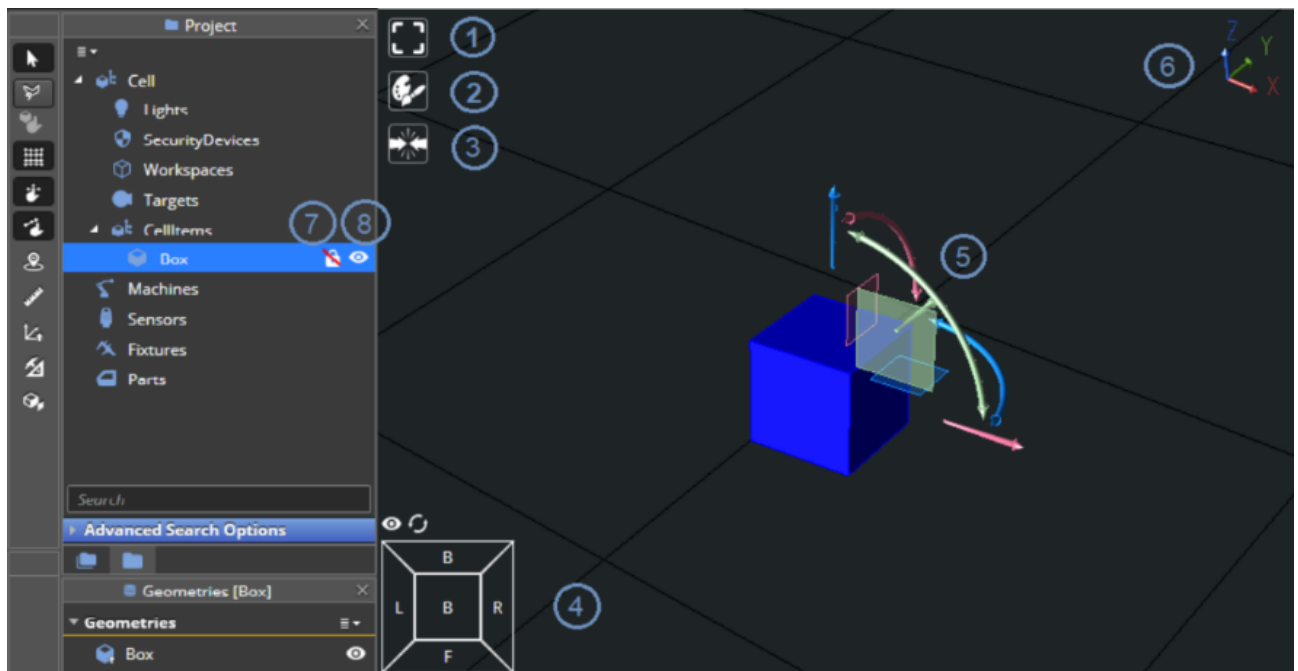 Project
1
Z
Y
6
X
Cell
2
Lights
SecurityDevices
3
Workspaces
Targets
CellItems
7
8
5
Box
Machines
Sensors
Fixtures
Parts
Search
Advanced Search Options
B
L
B
R
4
F
Geometries [Box]
Geometries
Box